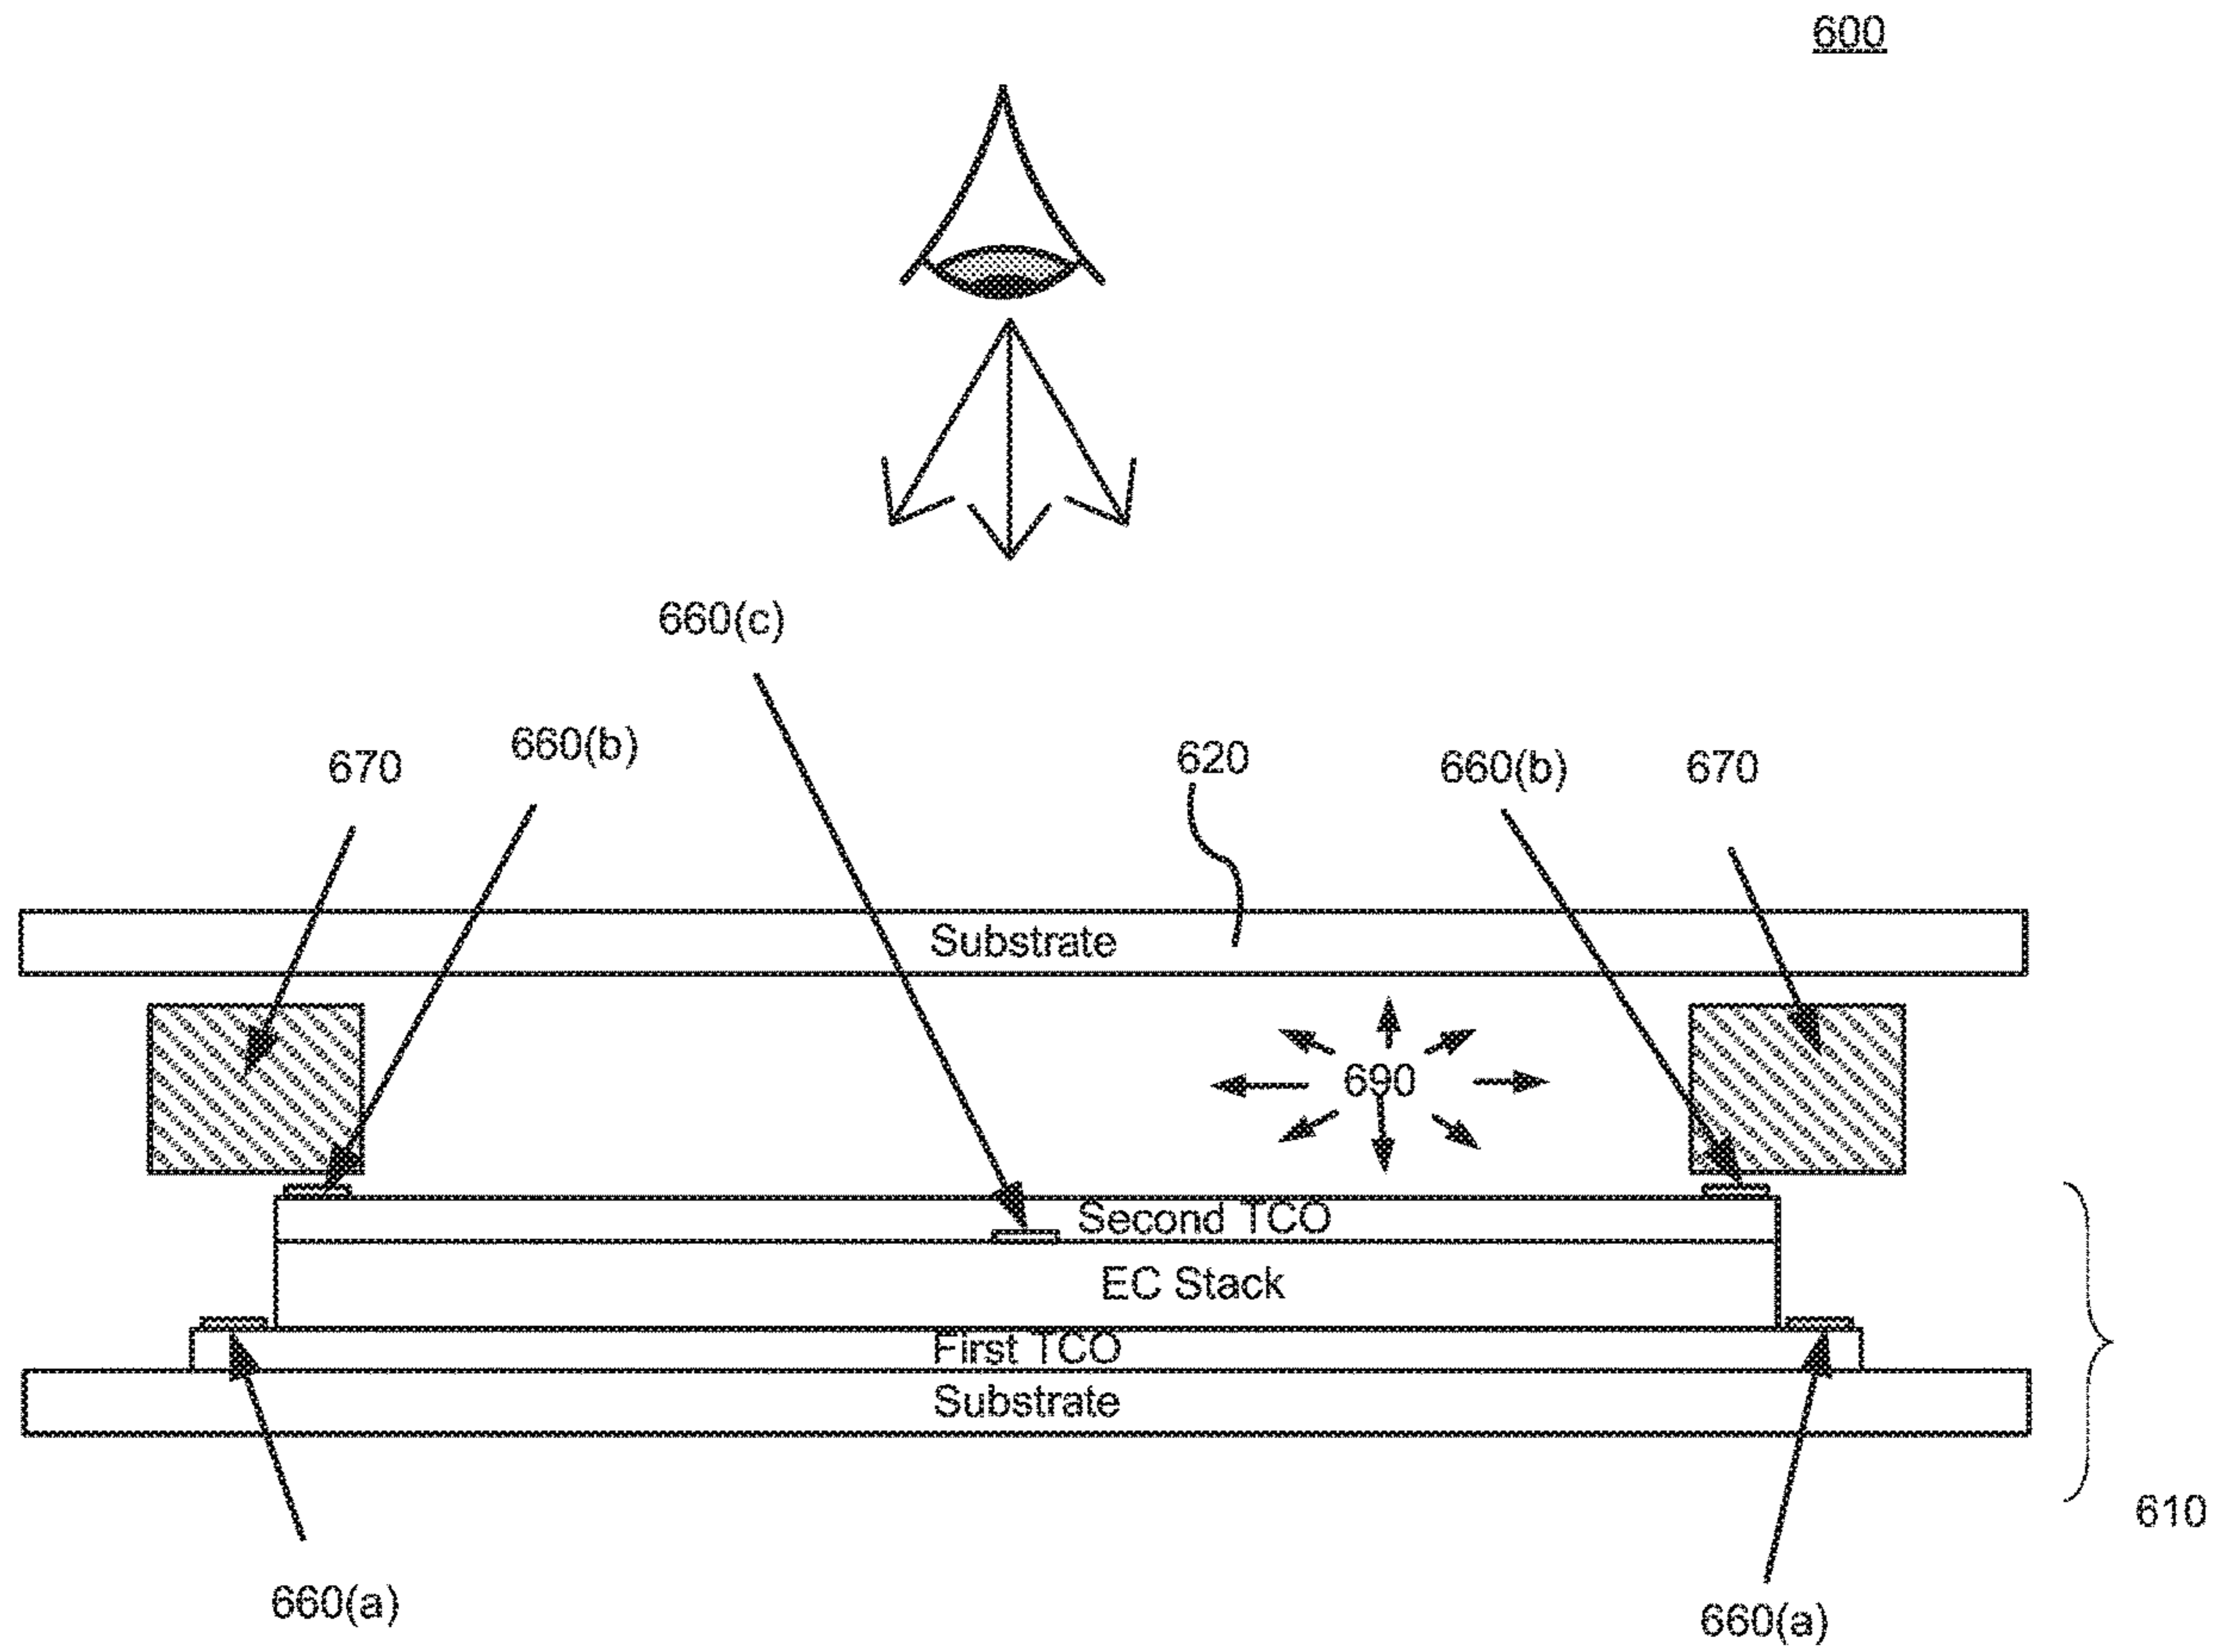 600
660(c)
660(b)
670
620
660(b)
670
Substrate
690
Second TCO
EC Stack
First TCO
Substrate
610
660(a)
660(a)